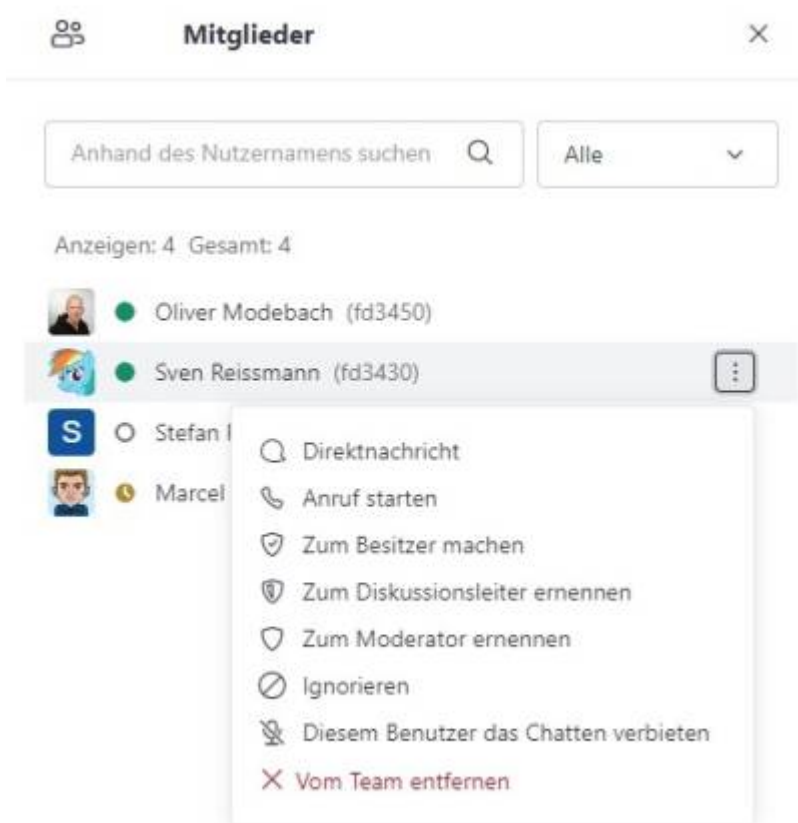 Mitglieder
Anhand des Nutzernamens suchen
Alle
Anzeigen: 4 Gesamt: 4
Oliver Modebach (fd3450)
Sven Reissmann (fd3430)
S Stefan
Marcel
Direktnachricht
Anruf starten
Zum Besitzer machen
Zum Diskussionsleiter ernennen
Zum Moderator ernennen
Ignorieren
Diesem Benutzer das Chatten verbieten
Vom Team entfernen